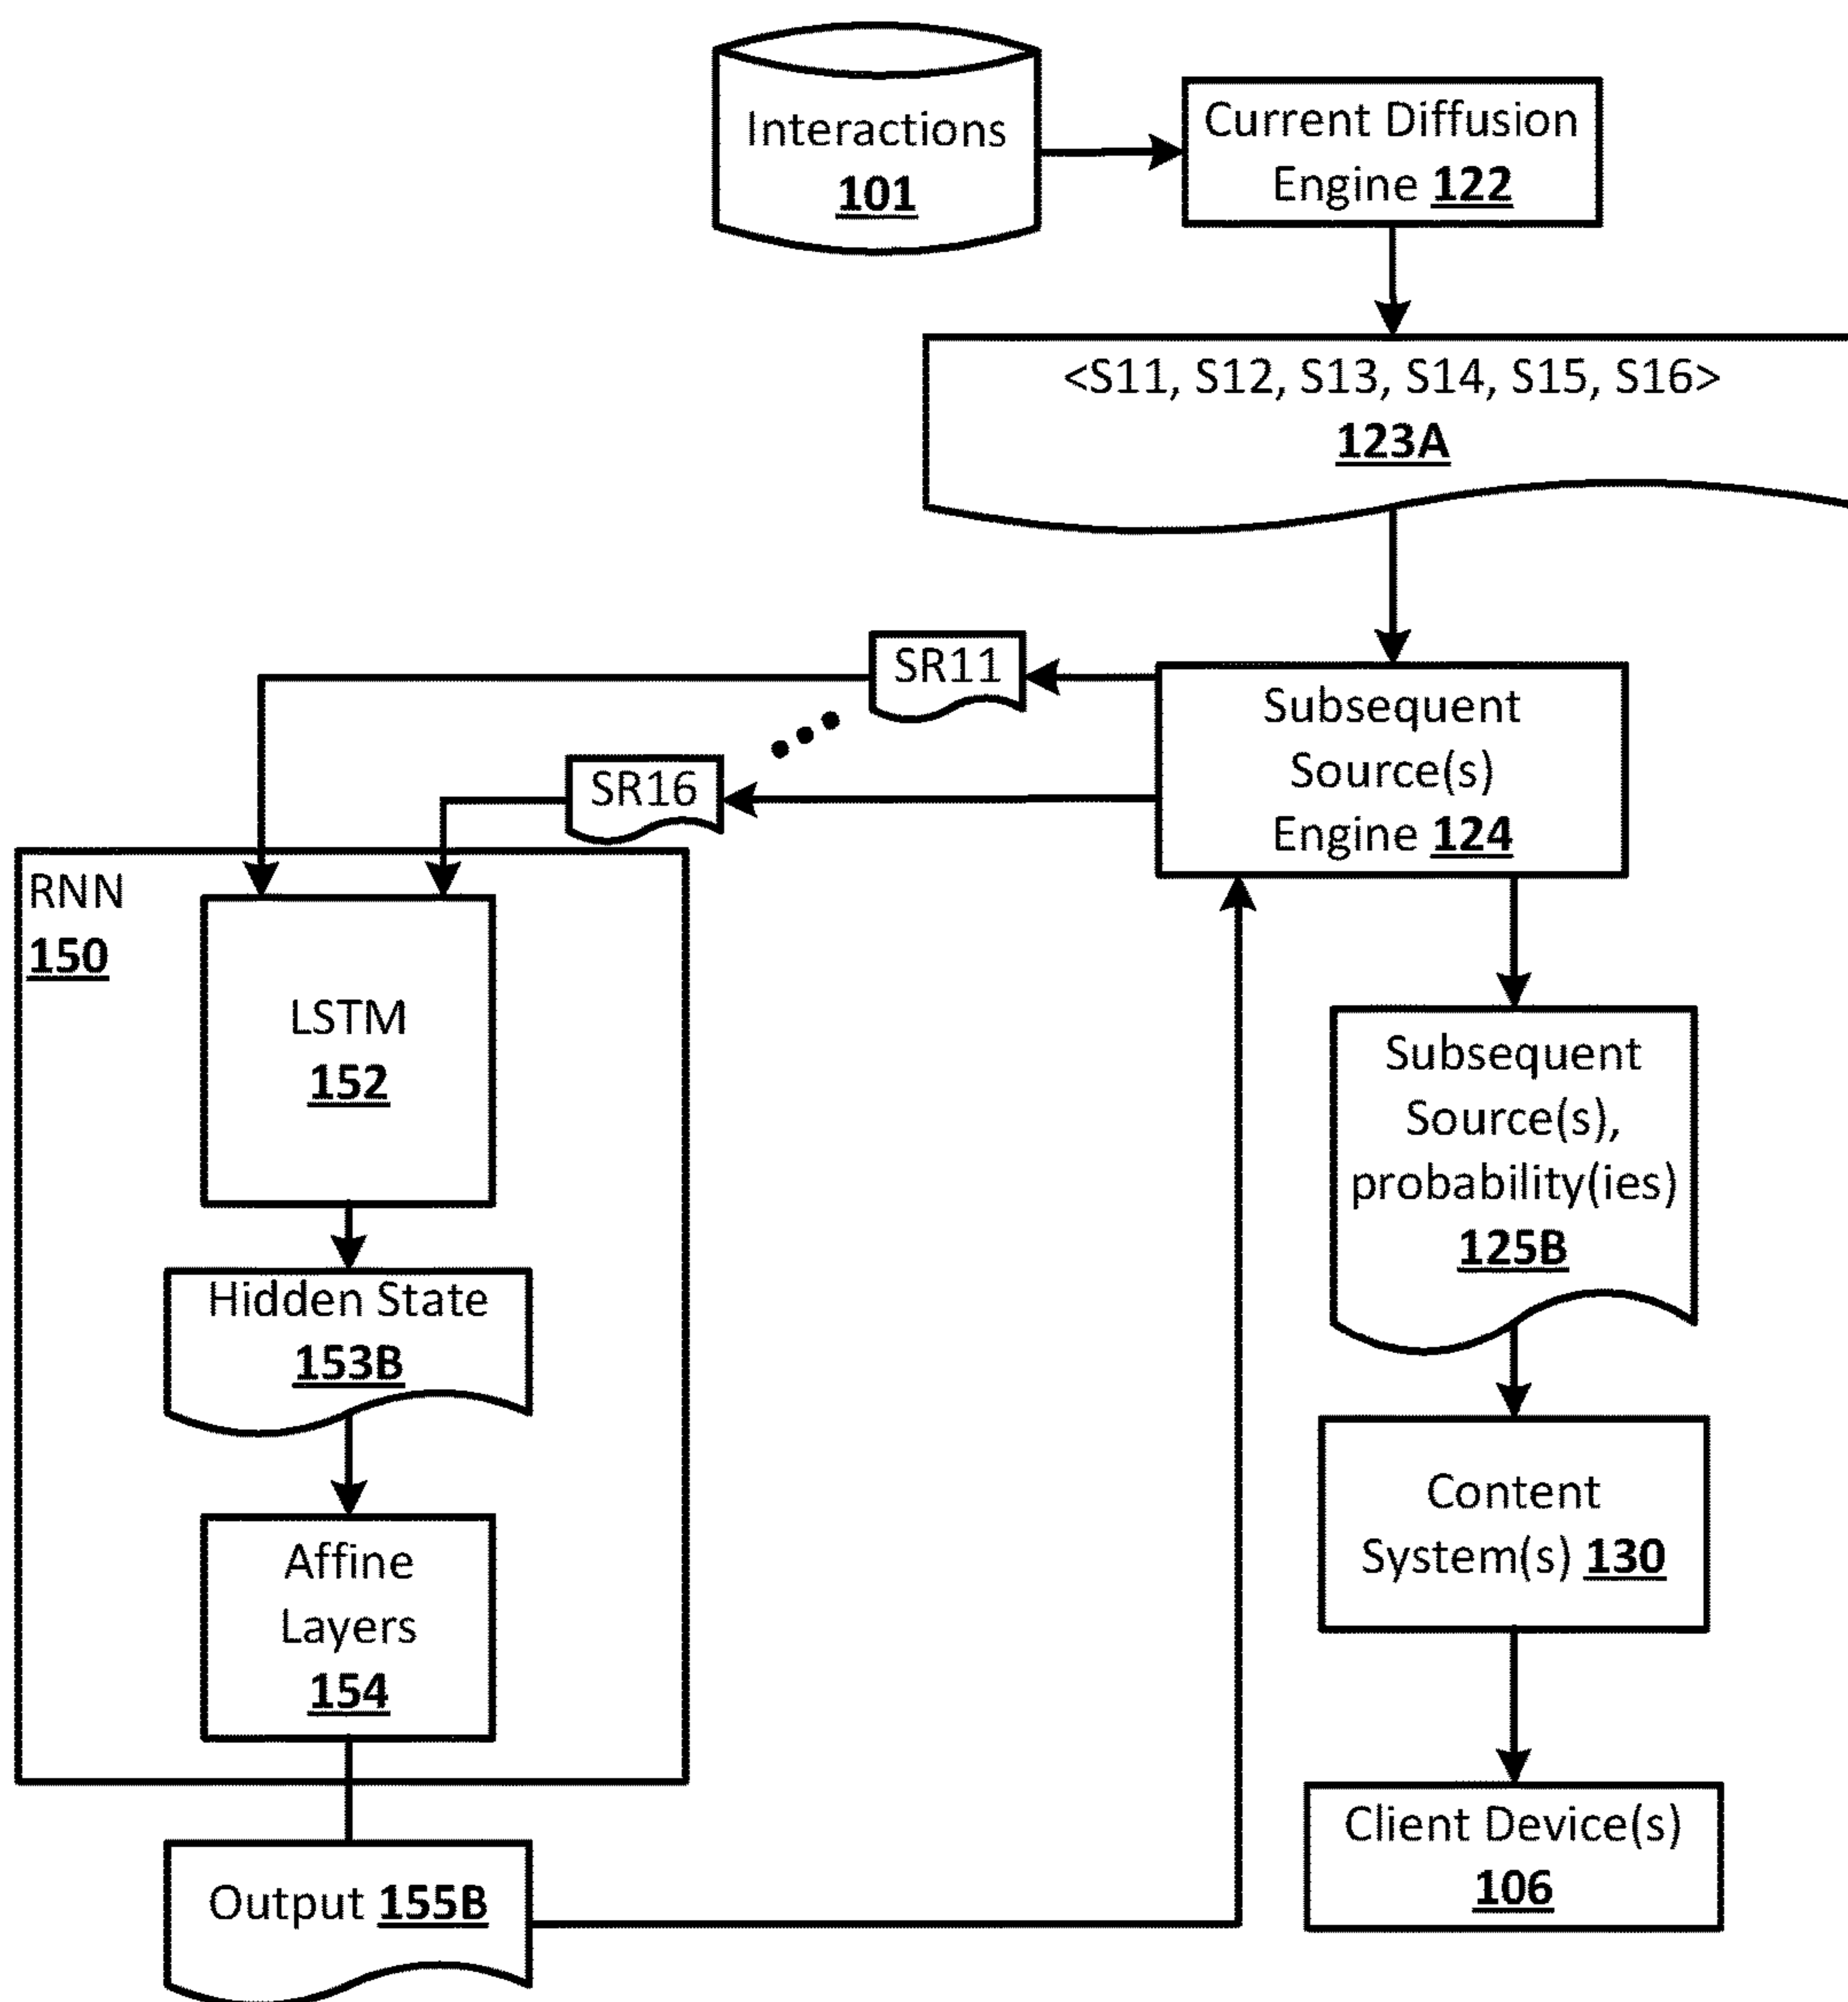 Interactions
101
Current Diffusion
Engine 122
<S11, S12, S13, S14, S15, S16>
123A
SR11
SR16
Subsequent
Source(s)
Engine 124
RNN
150
LSTM
152
Hidden State
153B
Affine
Layers
154
Output 155B
Subsequent
Source(s),
probability(ies)
125B
Content
System(s) 130
Client Device(s)
106